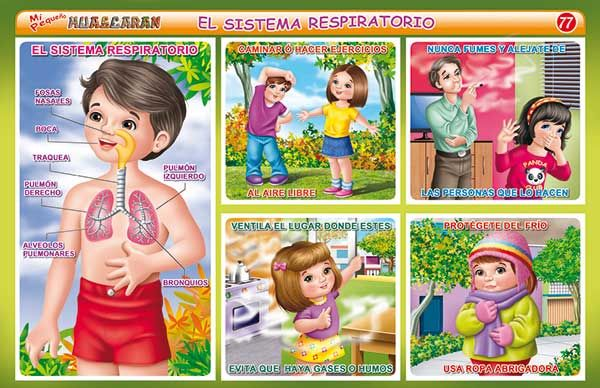 Mi Pequeño HUASCARAN
EL SISTEMA RESPIRATORIO
77
EL SISTEMA RESPIRATORIO
FOSAS NASALES
BOCA
TRAQUEA
PULMÓN DERECHO
ALVEOLOS PULMONARES
PULMÓN IZQUIERDO
BRONQUIOS
CAMINAR Ó HACER EJERCICIOS
AL AIRE LIBRE
NUNCA FUMES Y ALEJATE DE
PANDA
LAS PERSONAS QUE LO HACEN
VENTILA EL LUGAR DONDE ESTES
EVITA QUE HAYA GASES O HUMOS
PROTÉGETE DEL FRÍO
USA ROPA ABRIGADORA